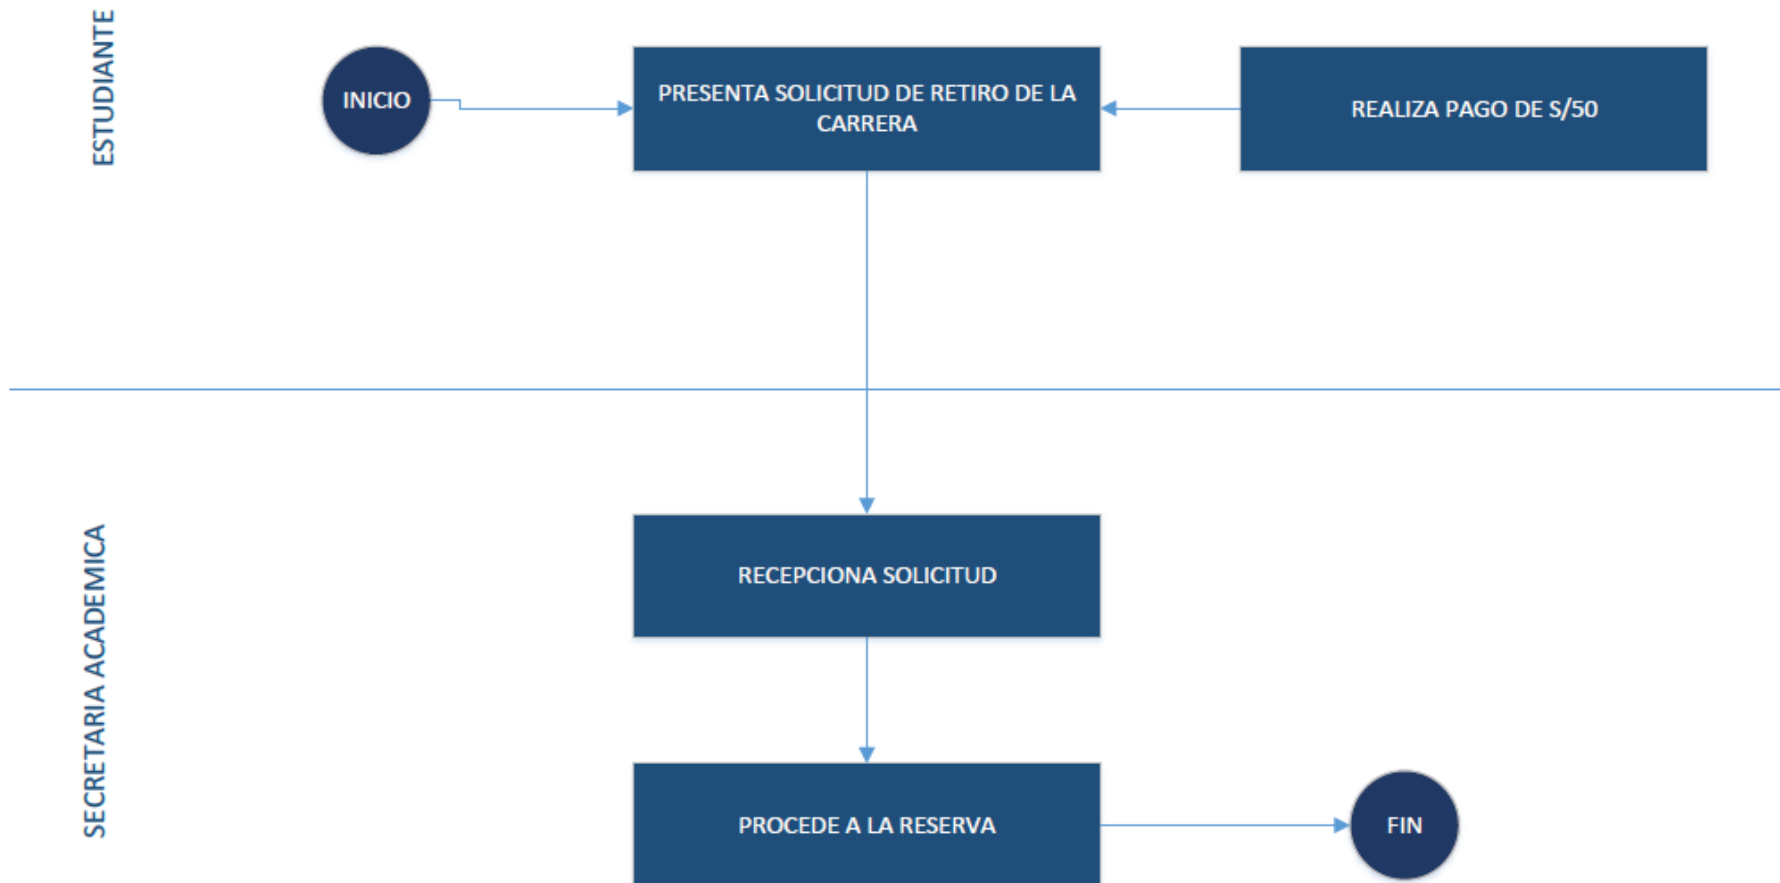 ESTUDIANTE
INICIO
PRESENTA SOLICITUD DE RETIRO DE LA
CARRERA
REALIZA PAGO DE S/50
SECRETARIA ACADEMICA
RECEPCIONA SOLICITUD
PROCEDE A LA RESERVA
FIN